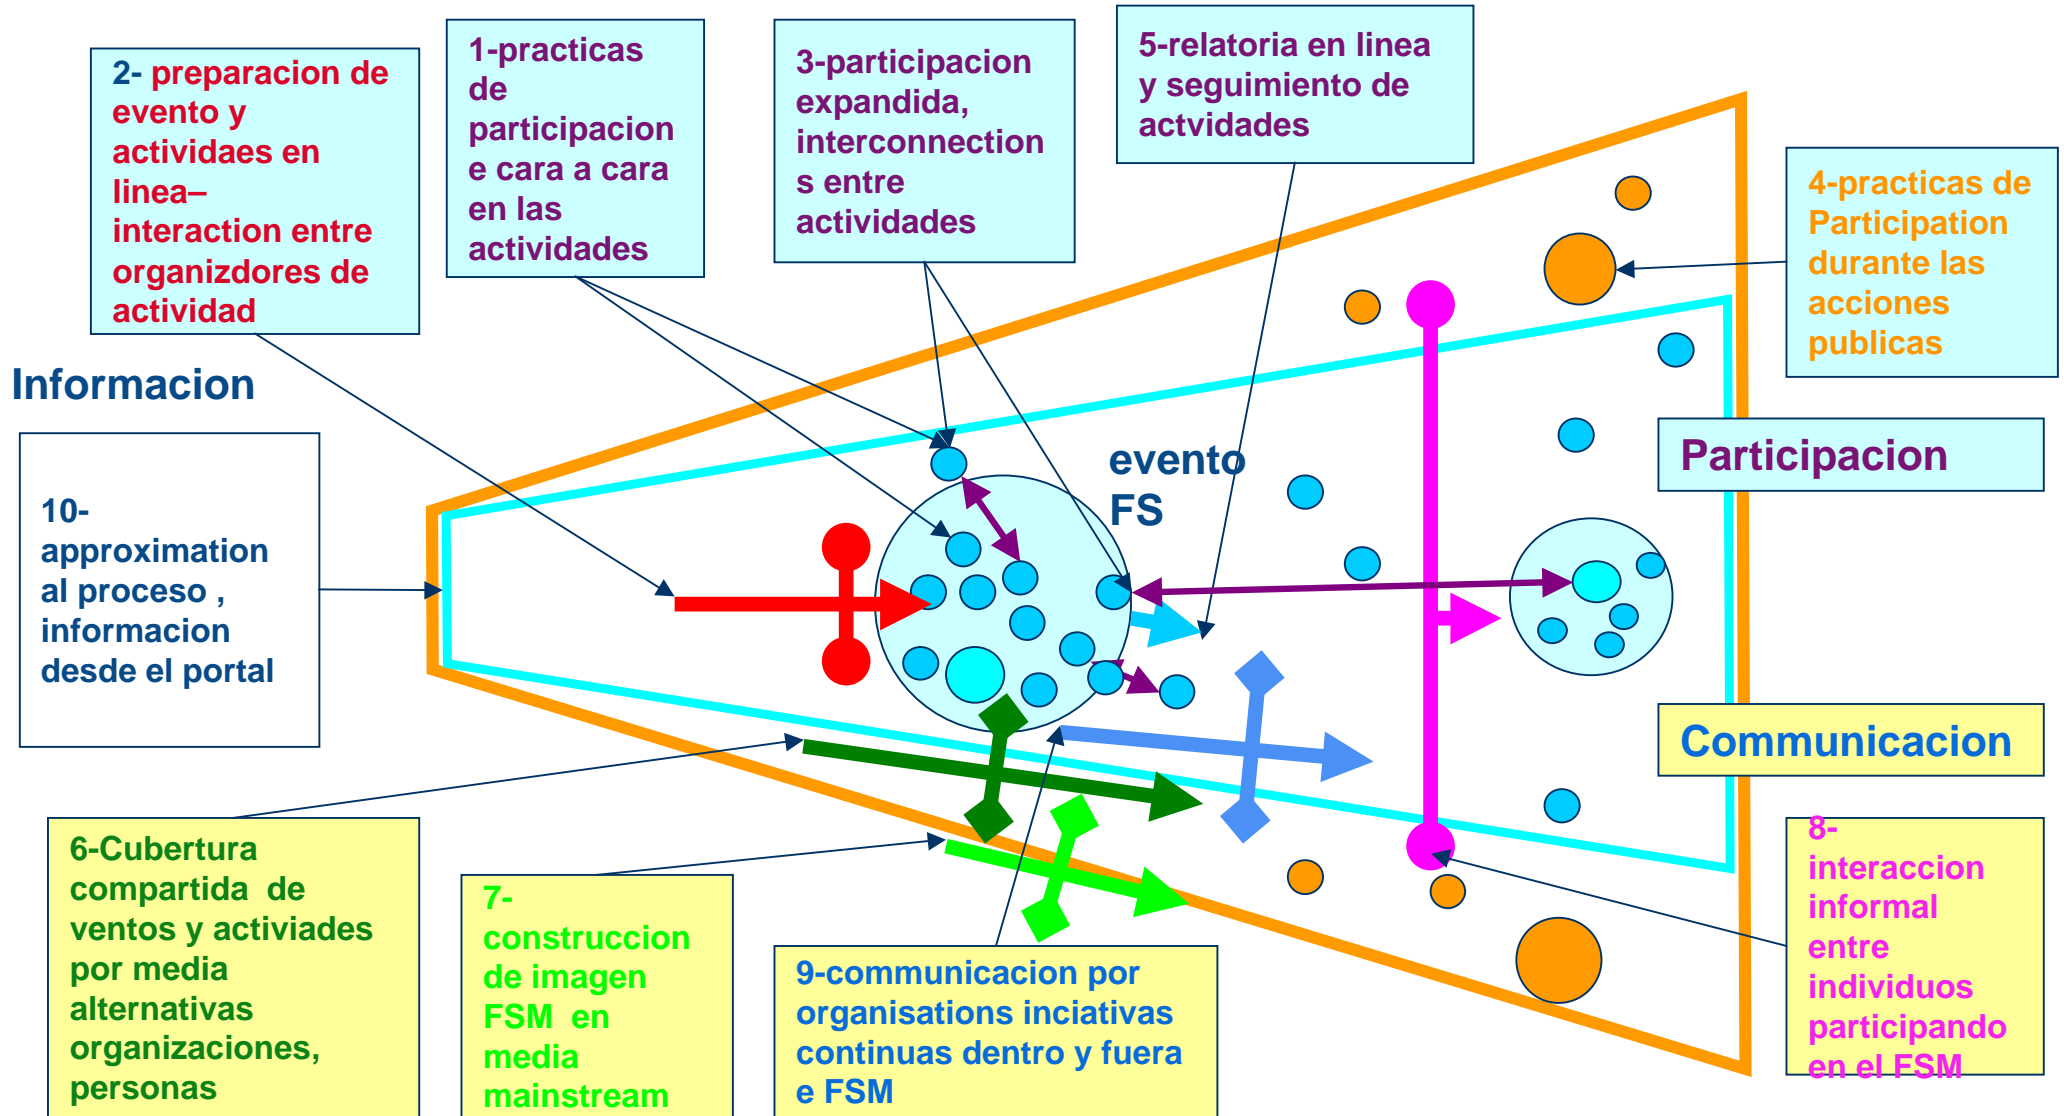 2- preparacion de
evento y
actividaes en
linea–
interaction entre
organizdores de
actividad
1-practicas
de
participacion
e cara a cara
en las
actividades
3-participacion
expandida,
interconnection
s entre
actividades
5-relatoria en linea
y seguimiento de
actvidades
4-practicas de
Participation
durante las
acciones
publicas
Informacion
10-
approximation
al proceso ,
informacion
desde el portal
evento
FS
Participacion
Communicacion
6-Cubertura
compartida de
ventos y activiades
por media
alternativas
organizaciones,
personas
7-
construccion
de imagen
FSM en
media
mainstream
9-communicacion por
organisations inciativas
continuas dentro y fuera
e FSM
8-
interaccion
informal
entre
individuos
participando
en el FSM